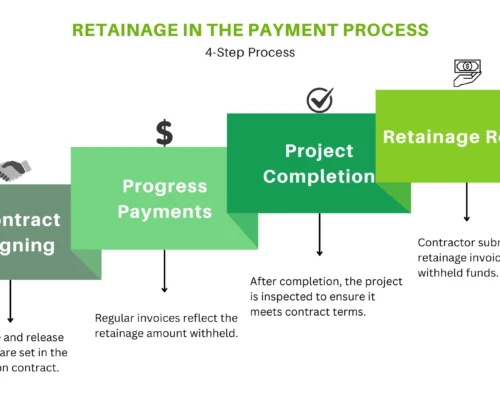 RETAINAGE IN THE PAYMENT PROCESS
4-Step Process
$
ontract
gning
and release
are set in the
on contract.
Progress
Payments
Regular invoices reflect the
retainage amount withheld.
Project
Completion
After completion, the project
is inspected to ensure it
meets contract terms.
Retainage Re
Contractor subm
retainage invoic
withheld funds.